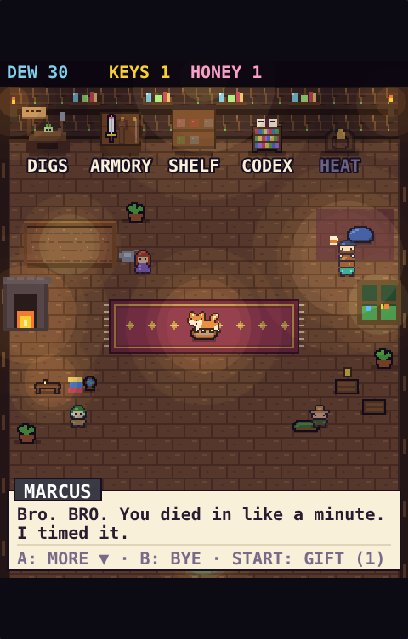 DEW 30 KEYS 1 HONEY 1
DIGS ARMORY SHELF CODEX HEAT
MARCUS
Bro. BRO. You died in like a minute.
I timed it.
A: MORE ▼ · B: BYE · START: GIFT (1)